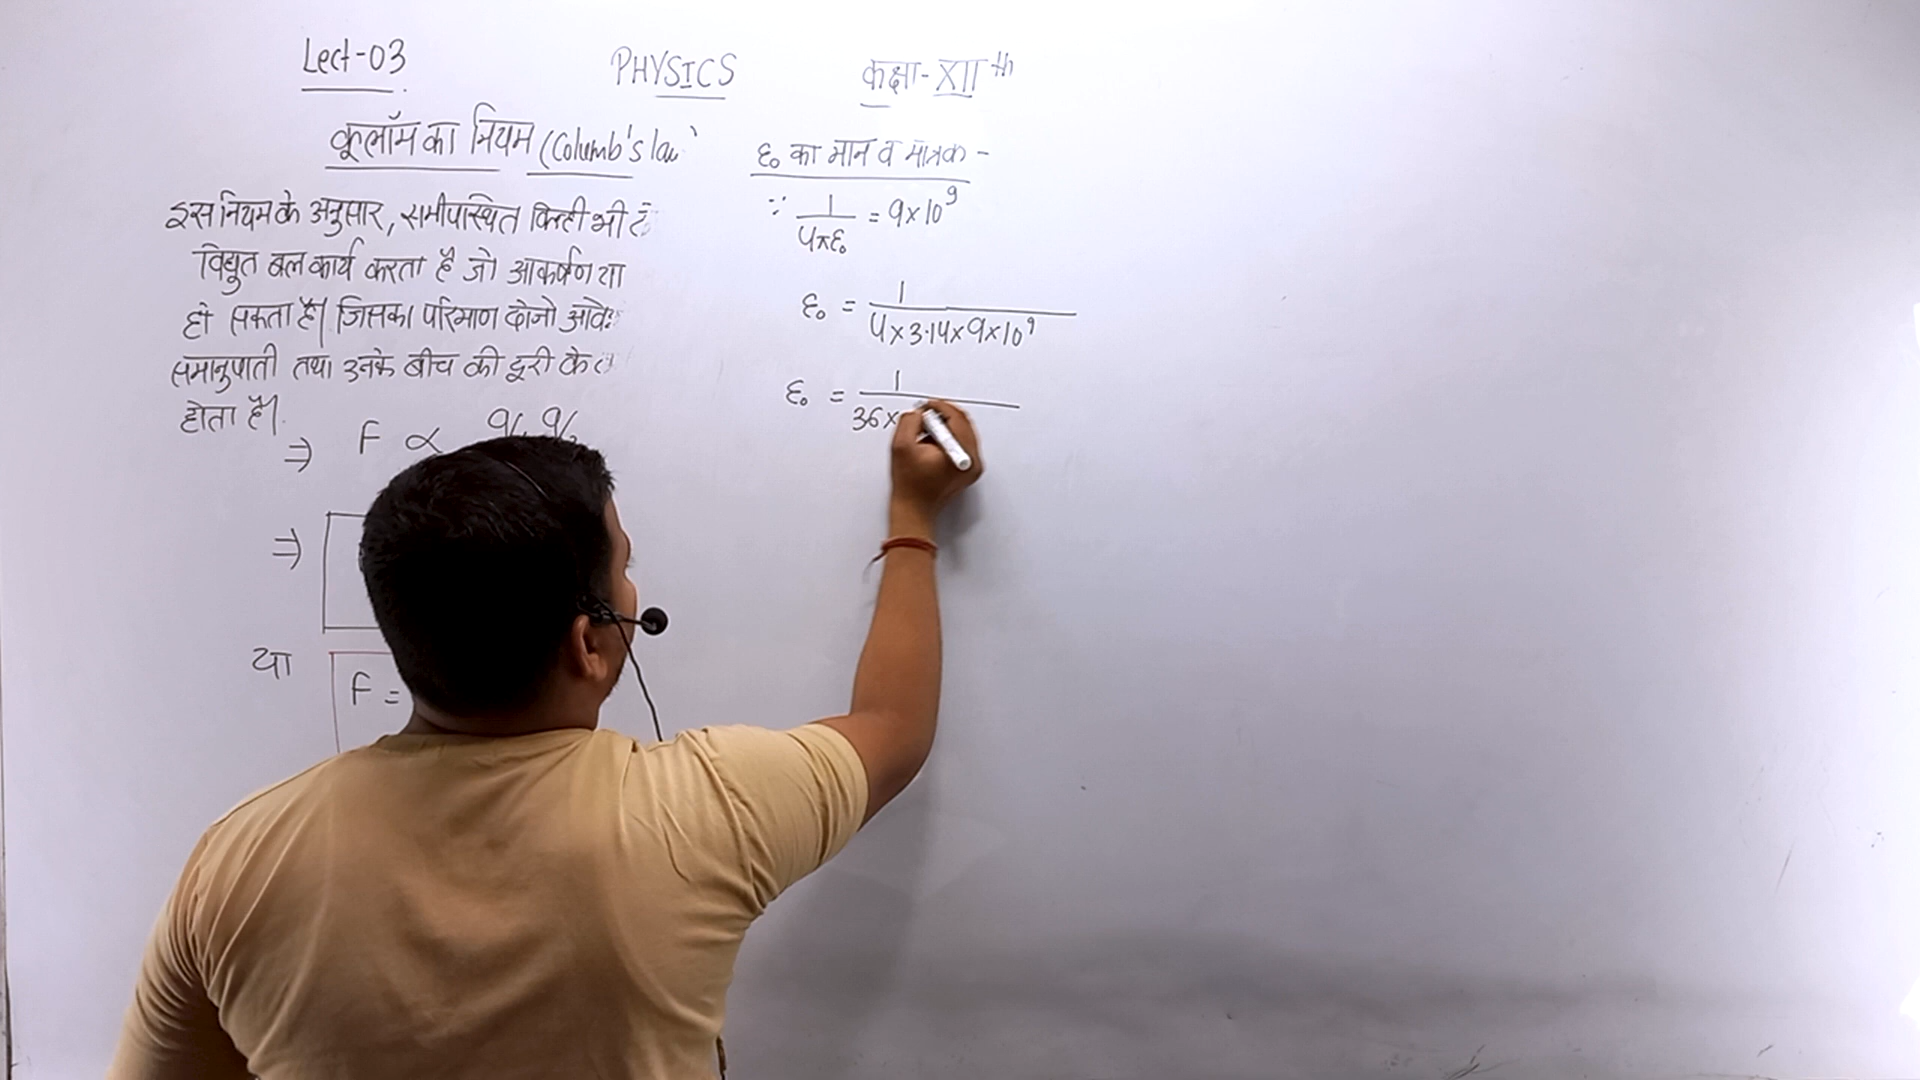 Lect-03
PHYSICS
कक्षा-XII th
कूलॉम का नियम (Columb's law
इस नियम के अनुसार, समीपस्थित किन्ही भी
विद्युत बल कार्य करता है जो आकर्षण या
हो सकता है। जिसका परिमाण दोनो
समानुपाती तथा उनके बीच की दूरी के
होता है।
⇒ F ∝ q₁ q₂
⇒
या F =
ε₀ का मान व मात्रक -
∵ 1/4πε₀ = 9×10⁹
ε₀ = 1/4×3.14×9×10⁹
ε₀ = 1/36×